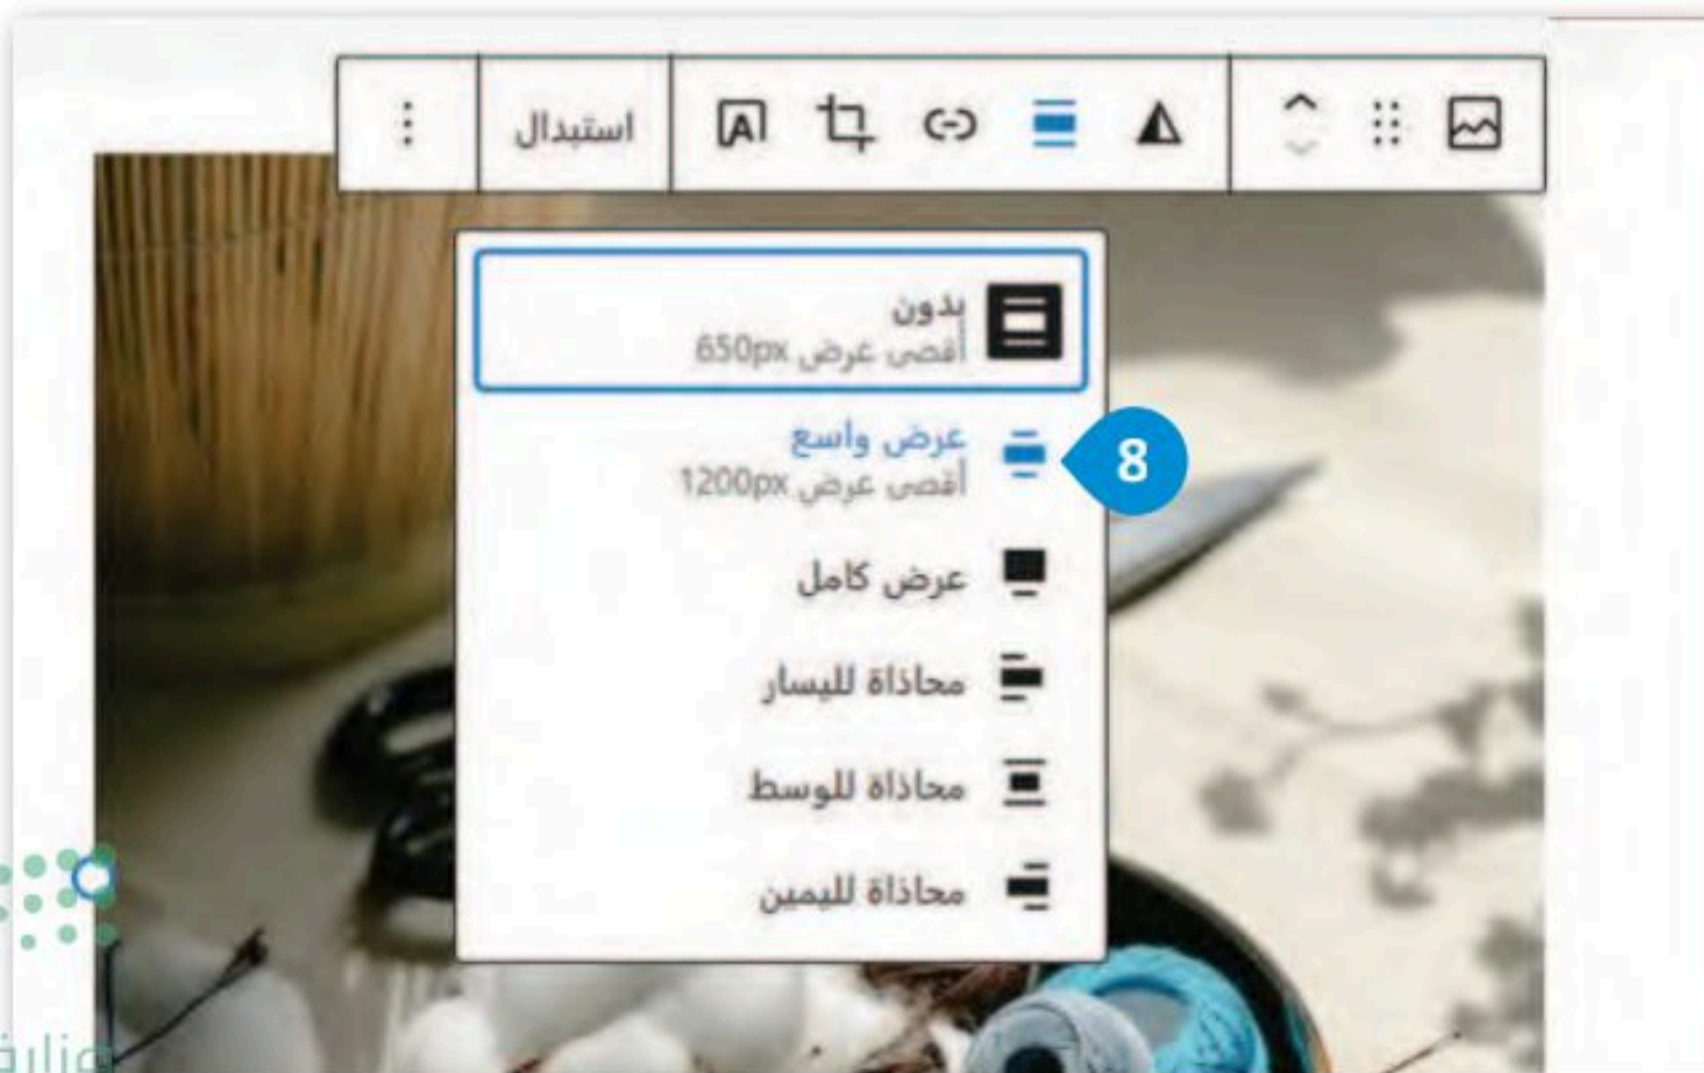 استبدال
A
بدون
أقصى عرض 650px
عرض واسع
أقصى عرض 1200px
8
عرض كامل
محاذاة لليسار
محاذاة للوسط
محاذاة لليمين